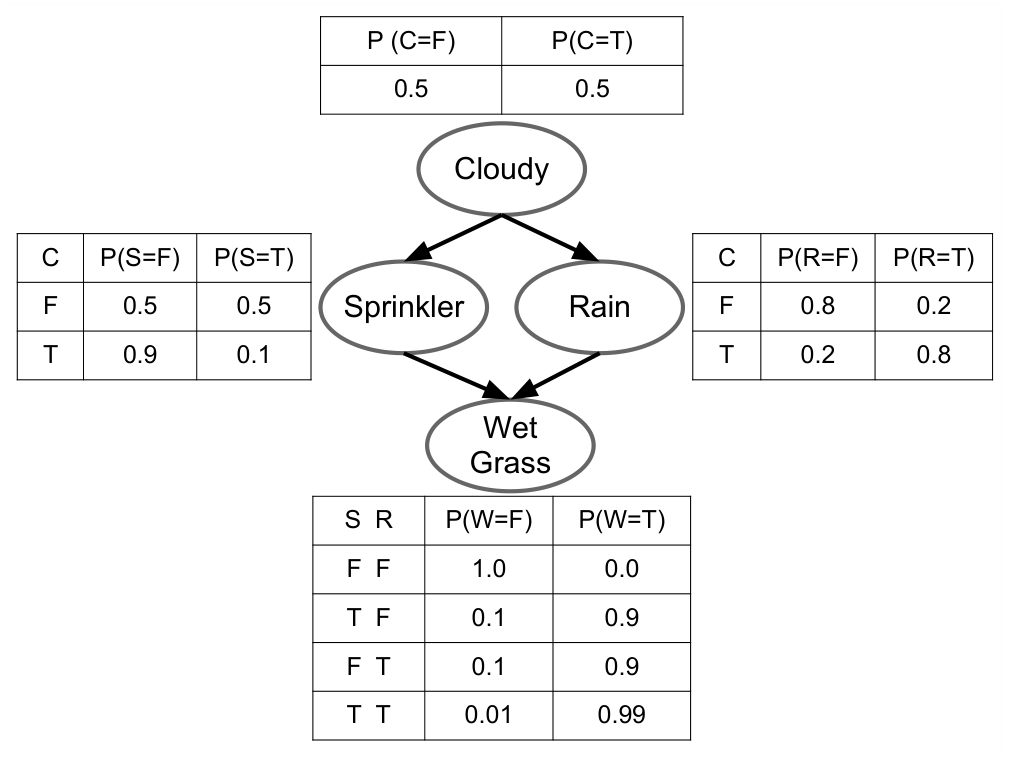 P (C=F) P(C=T)
0.5 0.5
Cloudy
C P(S=F) P(S=T)
F 0.5 0.5
T 0.9 0.1
Sprinkler
Rain
C P(R=F) P(R=T)
F 0.8 0.2
T 0.2 0.8
Wet
Grass
S R P(W=F) P(W=T)
F F 1.0 0.0
T F 0.1 0.9
F T 0.1 0.9
T T 0.01 0.99